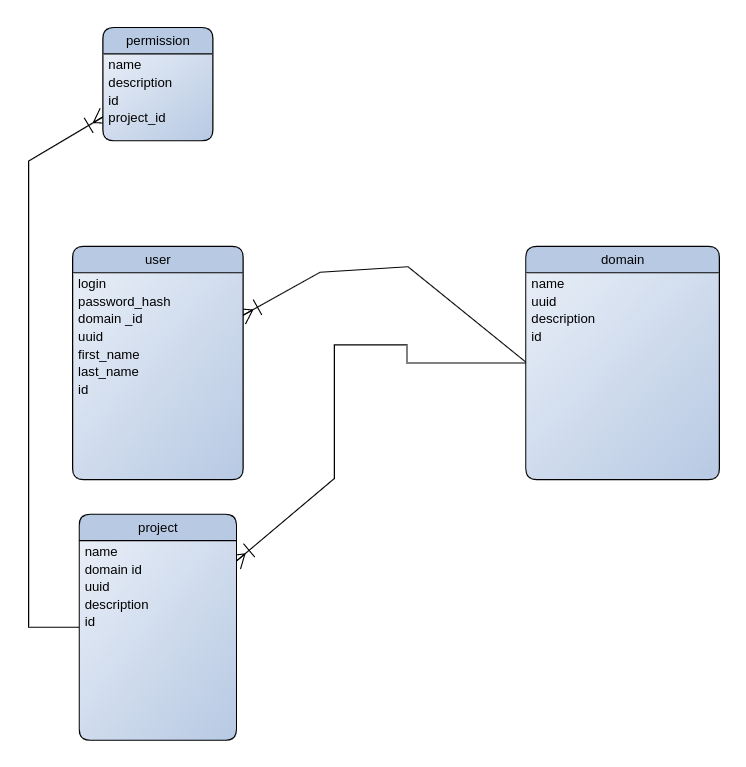 permission
name
description
id
project_id
user
login
password_hash
domain _id
uuid
first_name
last_name
id
domain
name
uuid
description
id
project
name
domain id
uuid
description
id